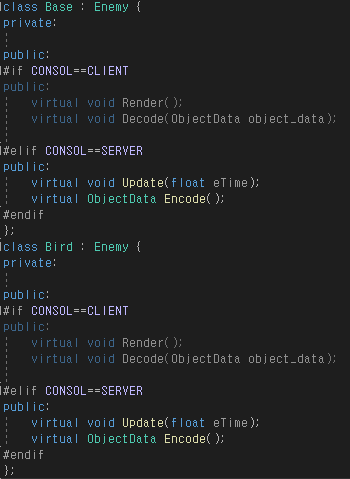 class Base : Enemy {
private:
public:
#if CONSOL==CLIENT
public:
    virtual void Render();
    virtual void Decode(ObjectData object_data);
#elif CONSOL==SERVER
public:
    virtual void Update(float eTime);
    virtual ObjectData Encode();
#endif
};
class Bird : Enemy {
private:
public:
#if CONSOL==CLIENT
public:
    virtual void Render();
    virtual void Decode(ObjectData object_data);
#elif CONSOL==SERVER
public:
    virtual void Update(float eTime);
    virtual ObjectData Encode();
#endif
};